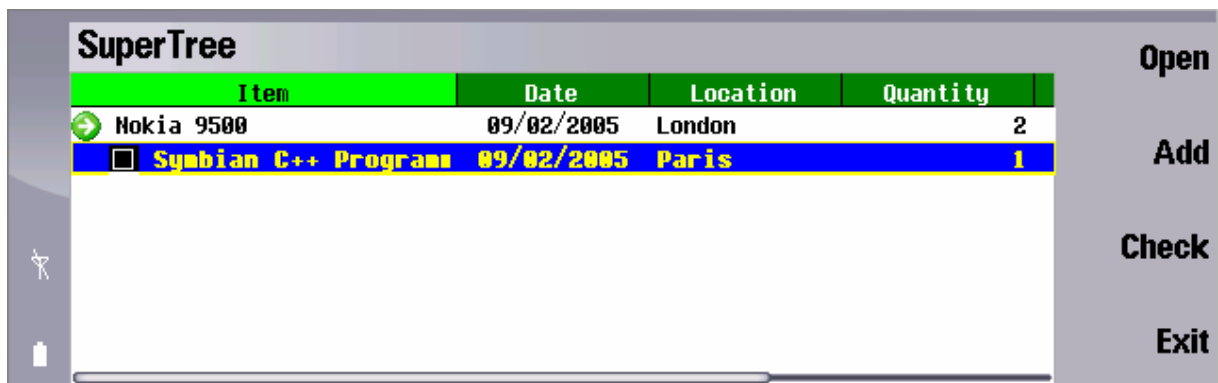 SuperTree
Item Date Location Quantity
Nokia 9500 09/02/2005 London 2
Symbian C++ Programm 09/02/2005 Paris 1
Open
Add
Check
Exit